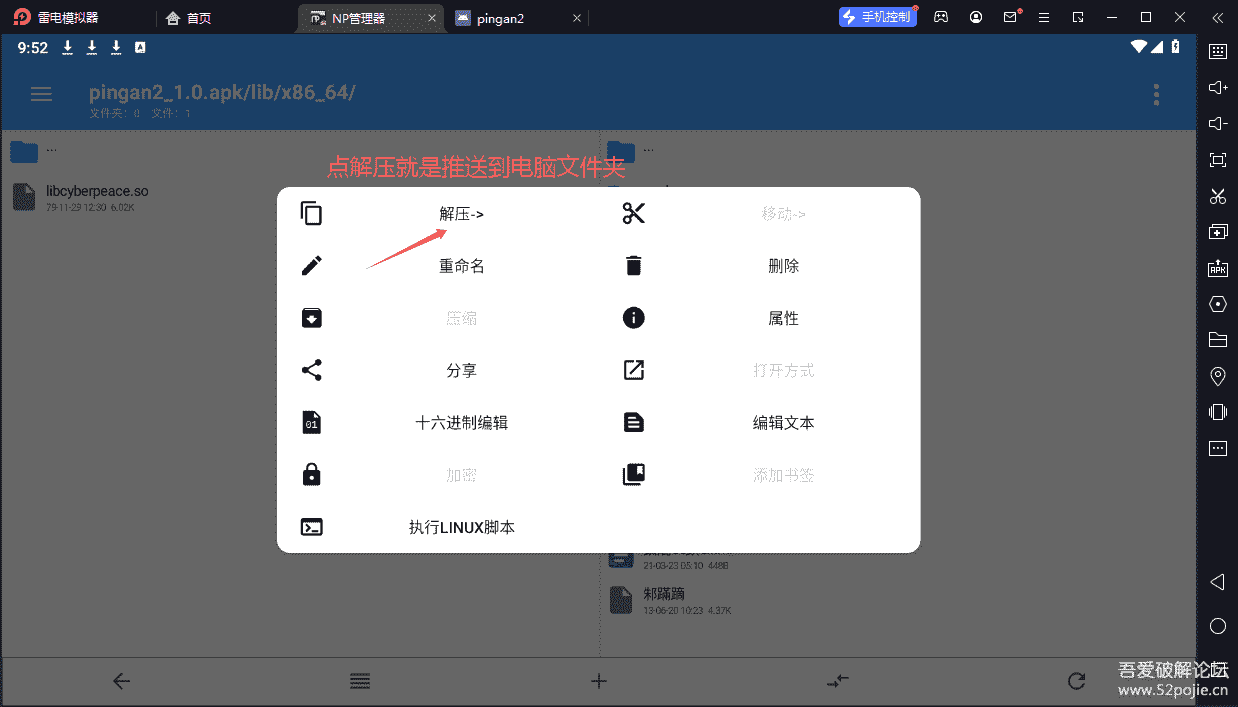 雷电模拟器
首页
NP管理器
pingan2
手机控制
9:52
pingan2_1.0.apk/lib/x86_64/
文件夹: 0 文件: 1
...
...
点解压就是推送到电脑文件夹
libcyberpeace.so
79-11-29 12:30 6.02K
解压->
移动->
重命名
删除
压缩
属性
分享
打开方式
01
十六进制编辑
编辑文本
加密
添加书签
执行LINUX脚本
21-03-23 05:10 448B
13-06-20 10:23 4.37K
APK
吾爱破解论坛
www.52pojie.cn